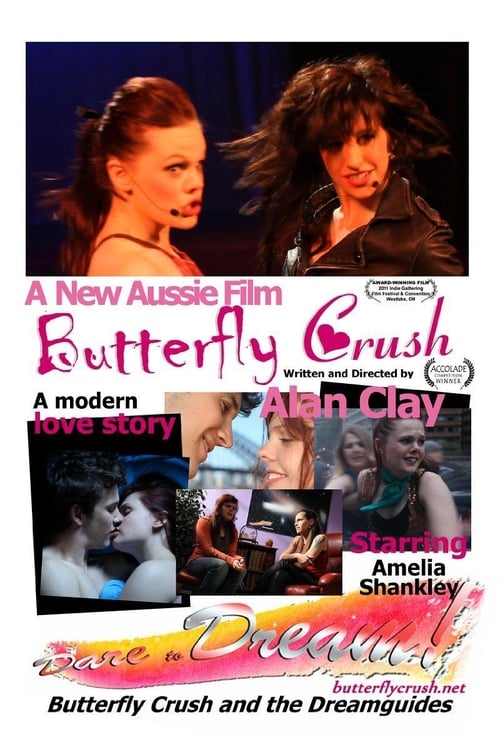 A New Aussie Film
AWARD-WINNING FILM
2011 Indie Gathering
Film Festival & Convention
Westlake, OH
Butterfly Crush
Written and Directed by
ACCOLADE
COMPETITION
WINNER
Alan Clay
A modern
love story
Starring
Amelia
Shankley
Dare to Dream!
butterflycrush.net
Butterfly Crush and the Dreamguides